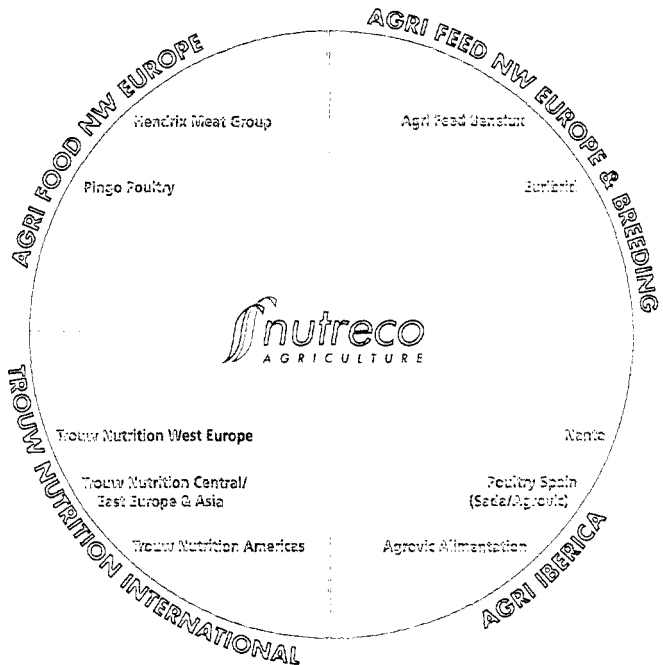 AGRI FOOD NW EUROPE
Hendrix Meat Group
Pingo Poultry
AGRI FEED NW EUROPE & BREEDING
Agri Feed Benelux
Euribrid
nutreco
AGRICULTURE
TROUW NUTRITION INTERNATIONAL
Trouw Nutrition West Europe
Trouw Nutrition Central/
East Europe & Asia
Trouw Nutrition Americas
AGRI IBERICA
Nanta
Poultry Spain
(Sada/Agrovic)
Agrovic Alimentation